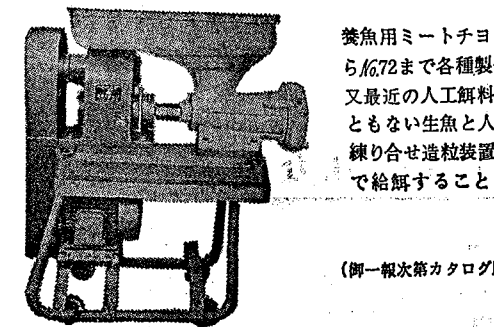 養魚用ミートチョ
らNo.72まで各種製
又最近の人工餌料
ともない生魚と人
練り合せ造粒装置
で給餌すること
(御一報次第カタログ